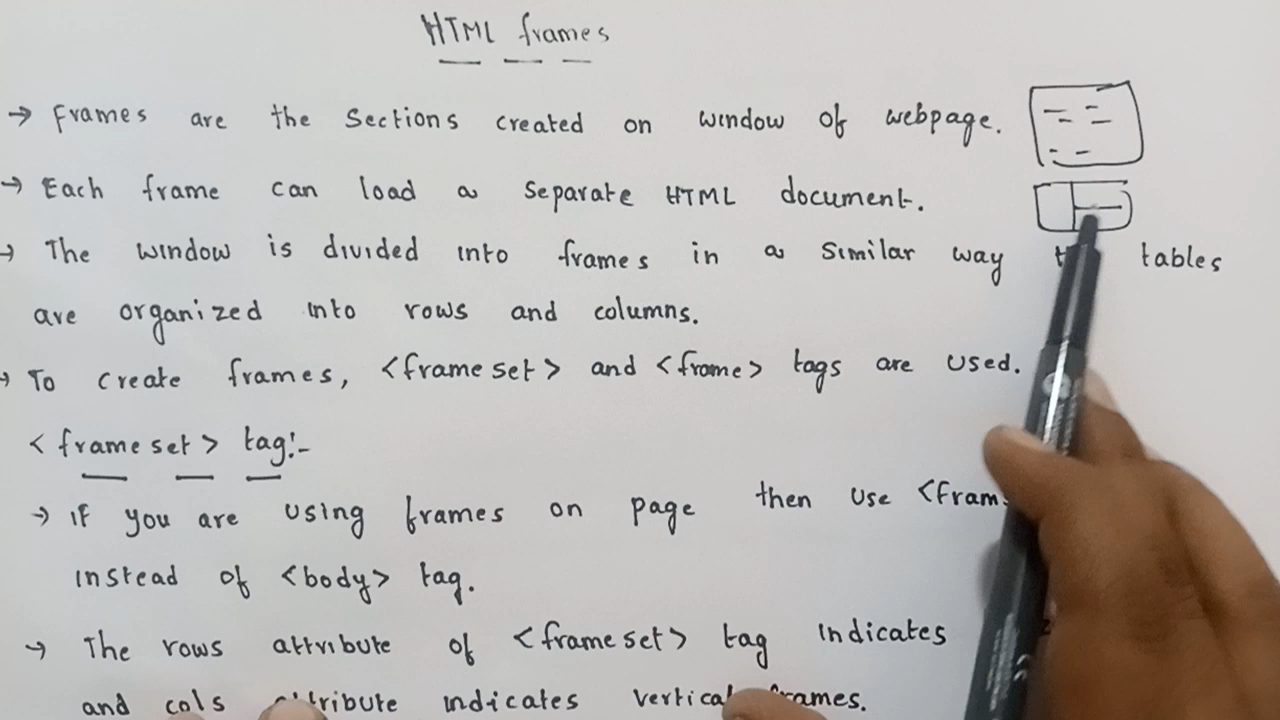 HTML frames
→ Frames are the sections created on window of webpage.
→ Each frame can load a separate HTML document.
→ The window is divided into frames in a similar way tables
are organized into rows and columns.
→ To create frames, <frameset> and <frame> tags are used.
<frameset> tag:-
→ If you are using frames on page then use
instead of <body> tag.
→ The rows attribute of <frameset> tag indicates
and cols attribute indicates vertical frames.